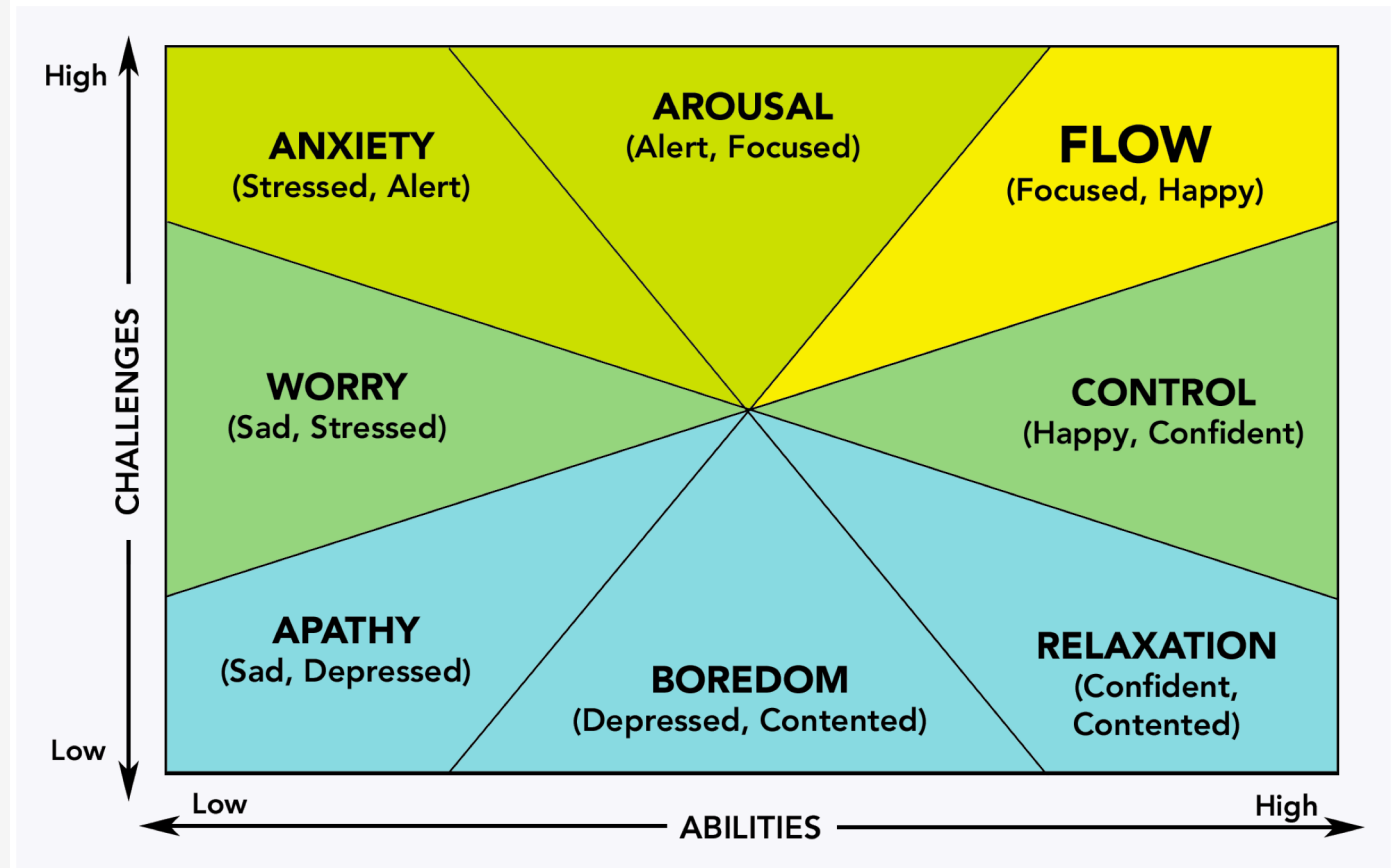 High
CHALLENGES
Low
ANXIETY
(Stressed, Alert)
AROUSAL
(Alert, Focused)
FLOW
(Focused, Happy)
WORRY
(Sad, Stressed)
CONTROL
(Happy, Confident)
APATHY
(Sad, Depressed)
BOREDOM
(Depressed, Contented)
RELAXATION
(Confident,
Contented)
Low
ABILITIES
High